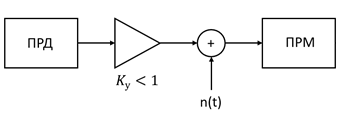 ПРД
+
ПРМ
Kу < 1
n(t)